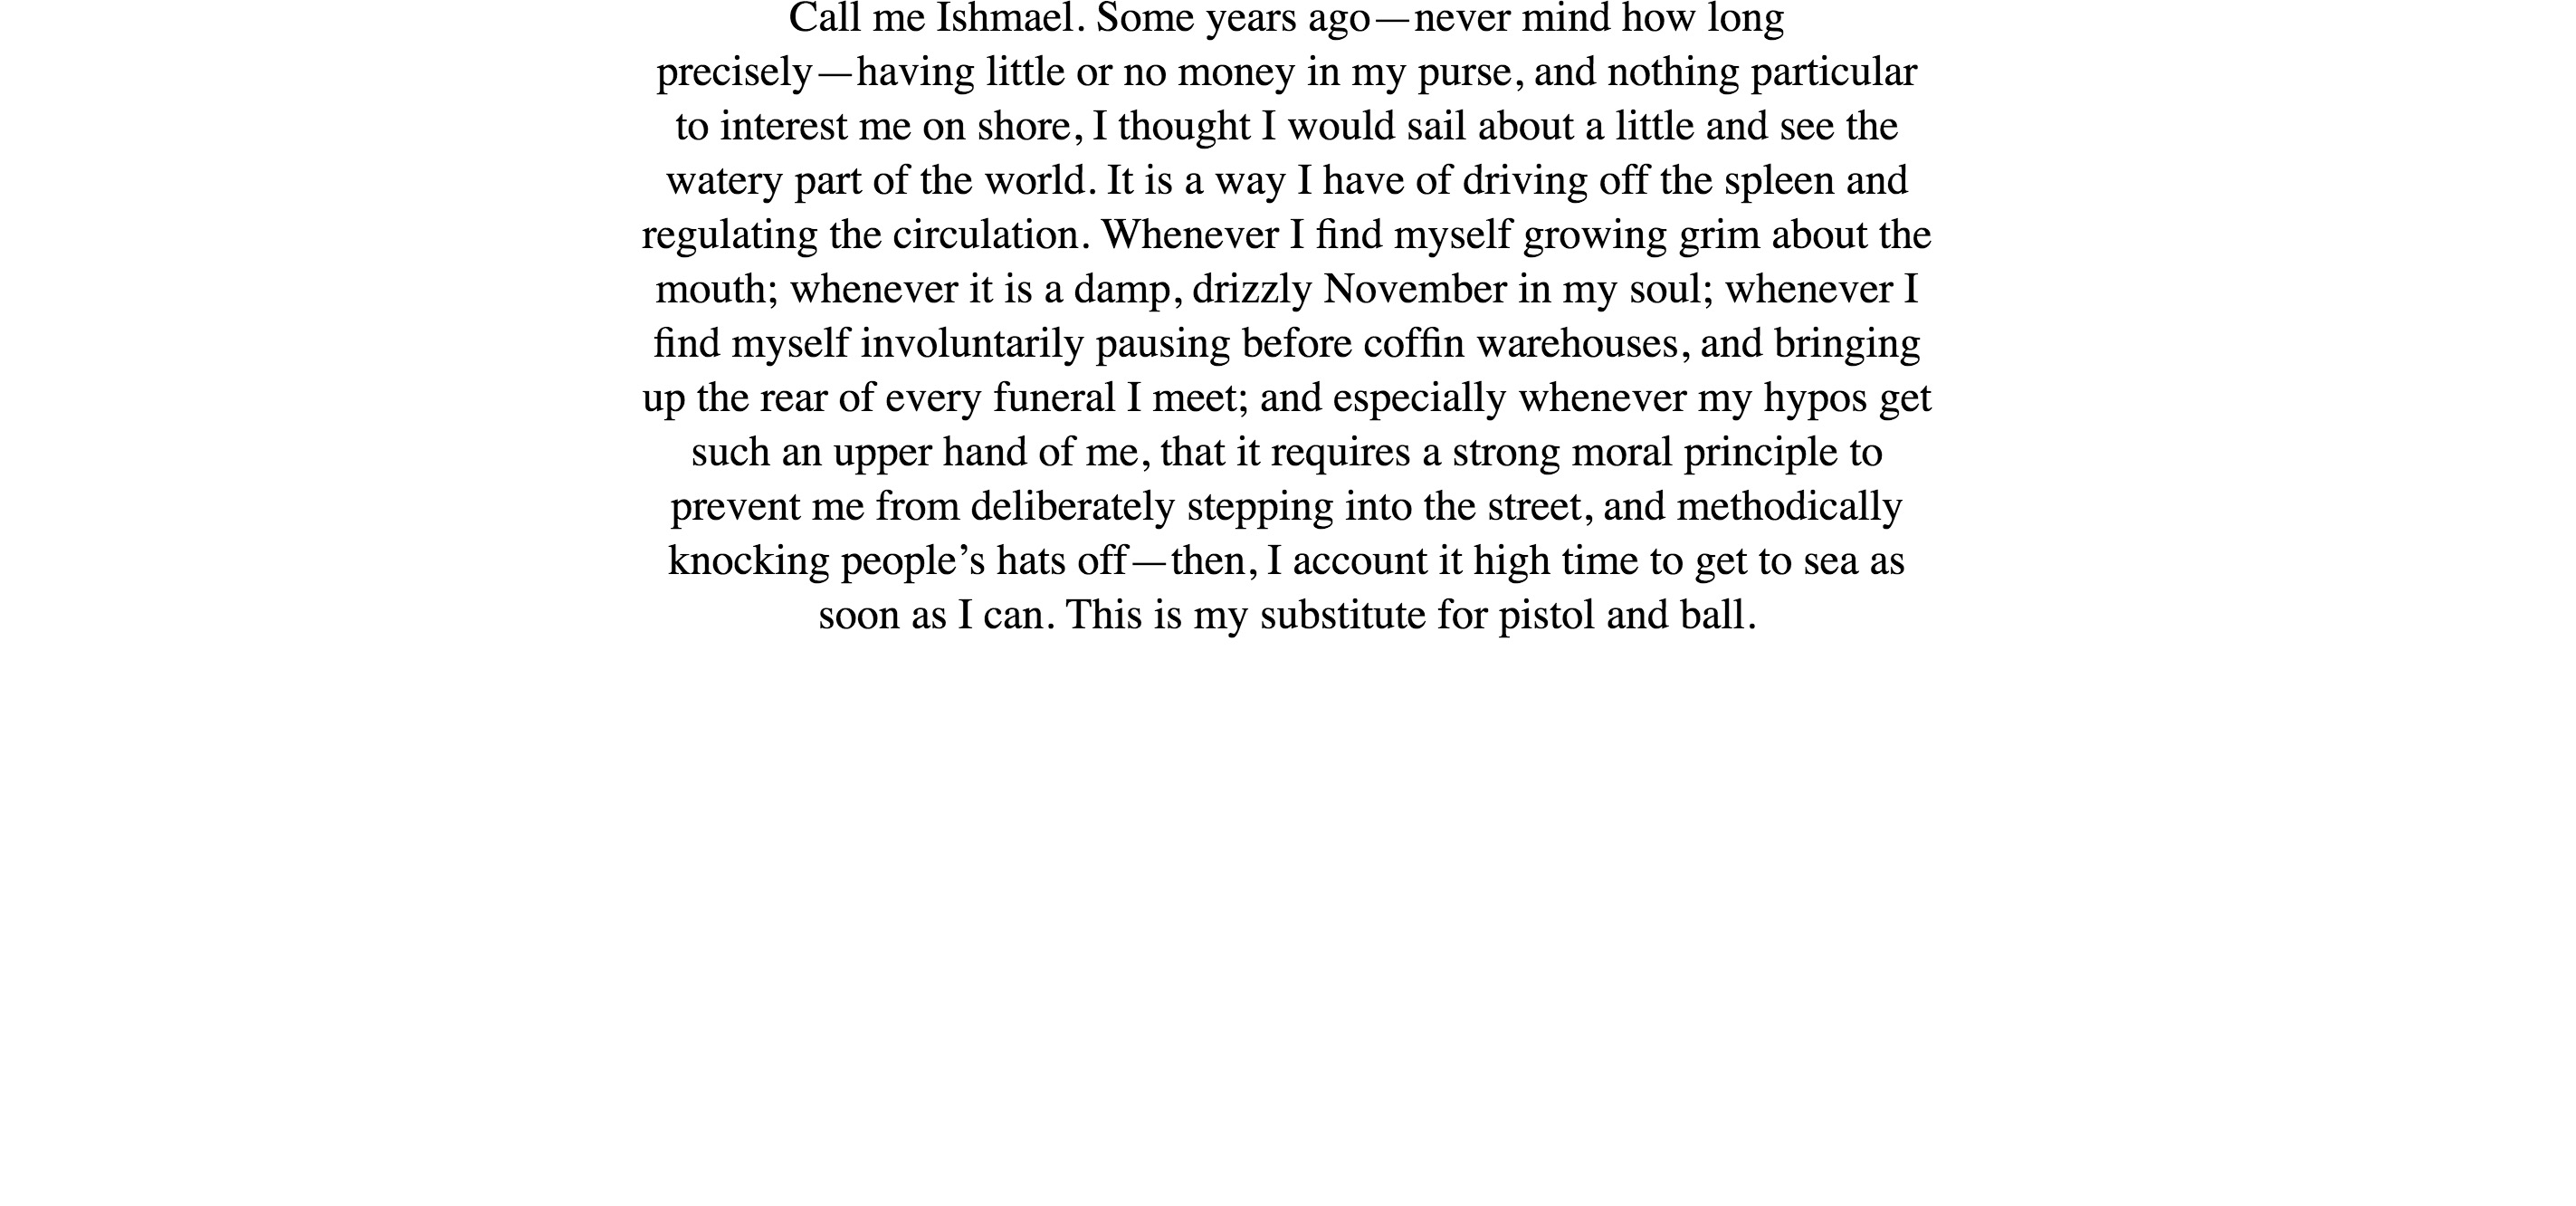 Call me Ishmael. Some years ago—never mind how long
precisely—having little or no money in my purse, and nothing particular
to interest me on shore, I thought I would sail about a little and see the
watery part of the world. It is a way I have of driving off the spleen and
regulating the circulation. Whenever I find myself growing grim about the
mouth; whenever it is a damp, drizzly November in my soul; whenever I
find myself involuntarily pausing before coffin warehouses, and bringing
up the rear of every funeral I meet; and especially whenever my hypos get
such an upper hand of me, that it requires a strong moral principle to
prevent me from deliberately stepping into the street, and methodically
knocking people’s hats off—then, I account it high time to get to sea as
soon as I can. This is my substitute for pistol and ball.